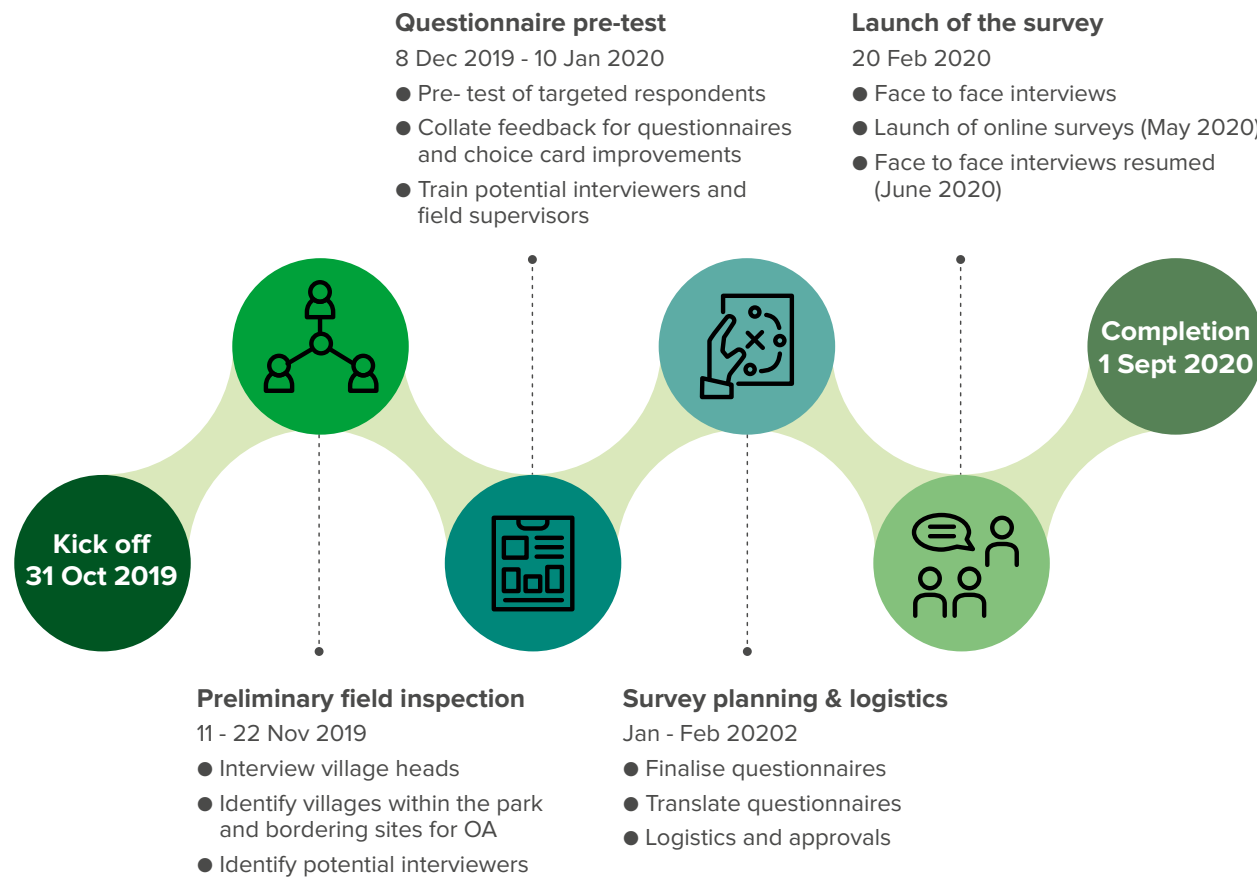 Questionnaire pre-test
8 Dec 2019 - 10 Jan 2020
● Pre- test of targeted respondents
● Collate feedback for questionnaires
and choice card improvements
● Train potential interviewers and
field supervisors
Launch of the survey
20 Feb 2020
● Face to face interviews
● Launch of online surveys (May 2020)
● Face to face interviews resumed
(June 2020)
Kick off
31 Oct 2019
Completion
1 Sept 2020
Preliminary field inspection
11 - 22 Nov 2019
● Interview village heads
● Identify villages within the park
and bordering sites for OA
● Identify potential interviewers
Survey planning & logistics
Jan - Feb 20202
● Finalise questionnaires
● Translate questionnaires
● Logistics and approvals